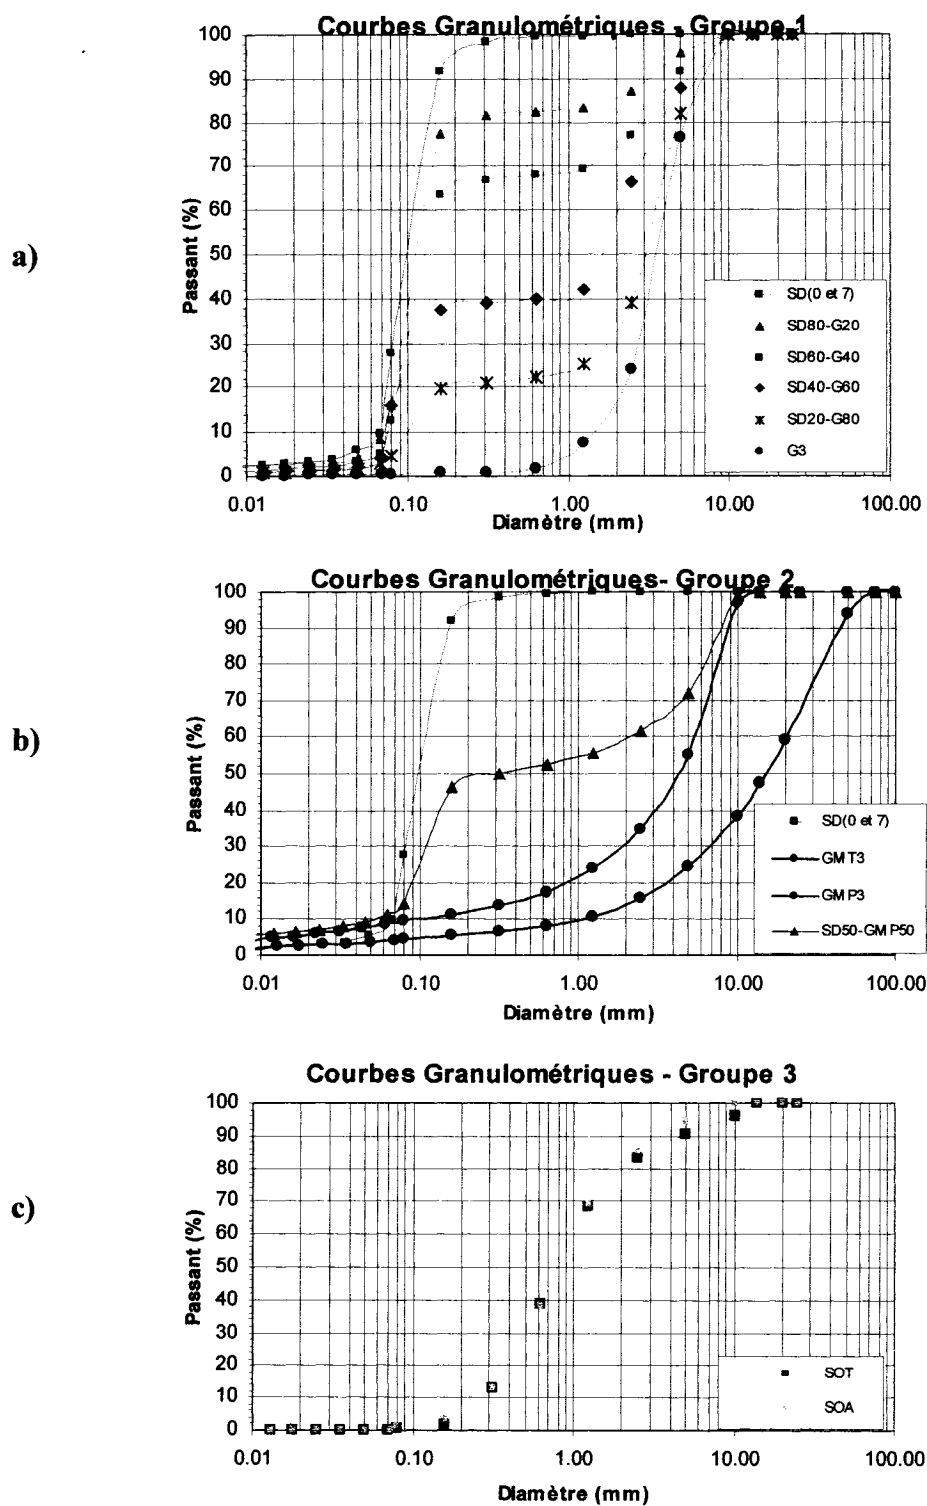 Courbes Granulométriques - Groupe 1
a)
Passant (%)
100
90
80
70
60
50
40
30
20
10
0
0.01
0.10
1.00
10.00
100.00
Diamètre (mm)
SD(0 et 7)
SD80-G20
SD60-G40
SD40-G60
SD20-G80
G3
Courbes Granulométriques- Groupe 2
b)
Passant (%)
100
90
80
70
60
50
40
30
20
10
0
0.01
0.10
1.00
10.00
100.00
Diamètre (mm)
SD(0 et 7)
GM T3
GM P3
SD50-GM P50
Courbes Granulométriques - Groupe 3
c)
Passant (%)
100
90
80
70
60
50
40
30
20
10
0
0.01
0.10
1.00
10.00
100.00
Diamètre (mm)
SOT
SOA